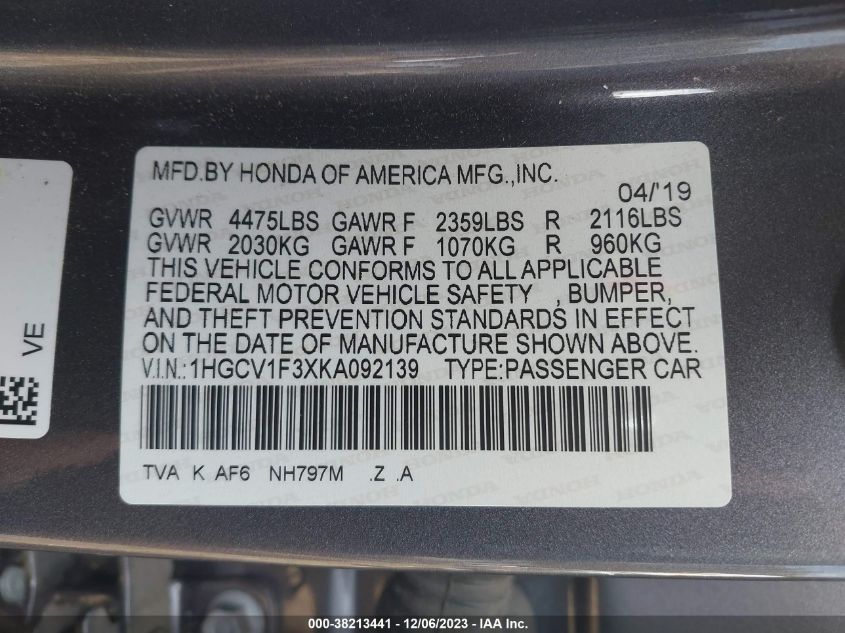 MFD.BY HONDA OF AMERICA MFG.,INC.
04/'19
GVWR 4475LBS GAWR F 2359LBS R 2116LBS
GVWR 2030KG GAWR F 1070KG R 960KG
THIS VEHICLE CONFORMS TO ALL APPLICABLE
FEDERAL MOTOR VEHICLE SAFETY , BUMPER,
AND THEFT PREVENTION STANDARDS IN EFFECT
ON THE DATE OF MANUFACTURE SHOWN ABOVE.
V.I.N.:1HGCV1F3XKA092139 TYPE:PASSENGER CAR
TVA K AF6 NH797M .Z .A
VE
000-38213441 - 12/06/2023 - IAAI.com